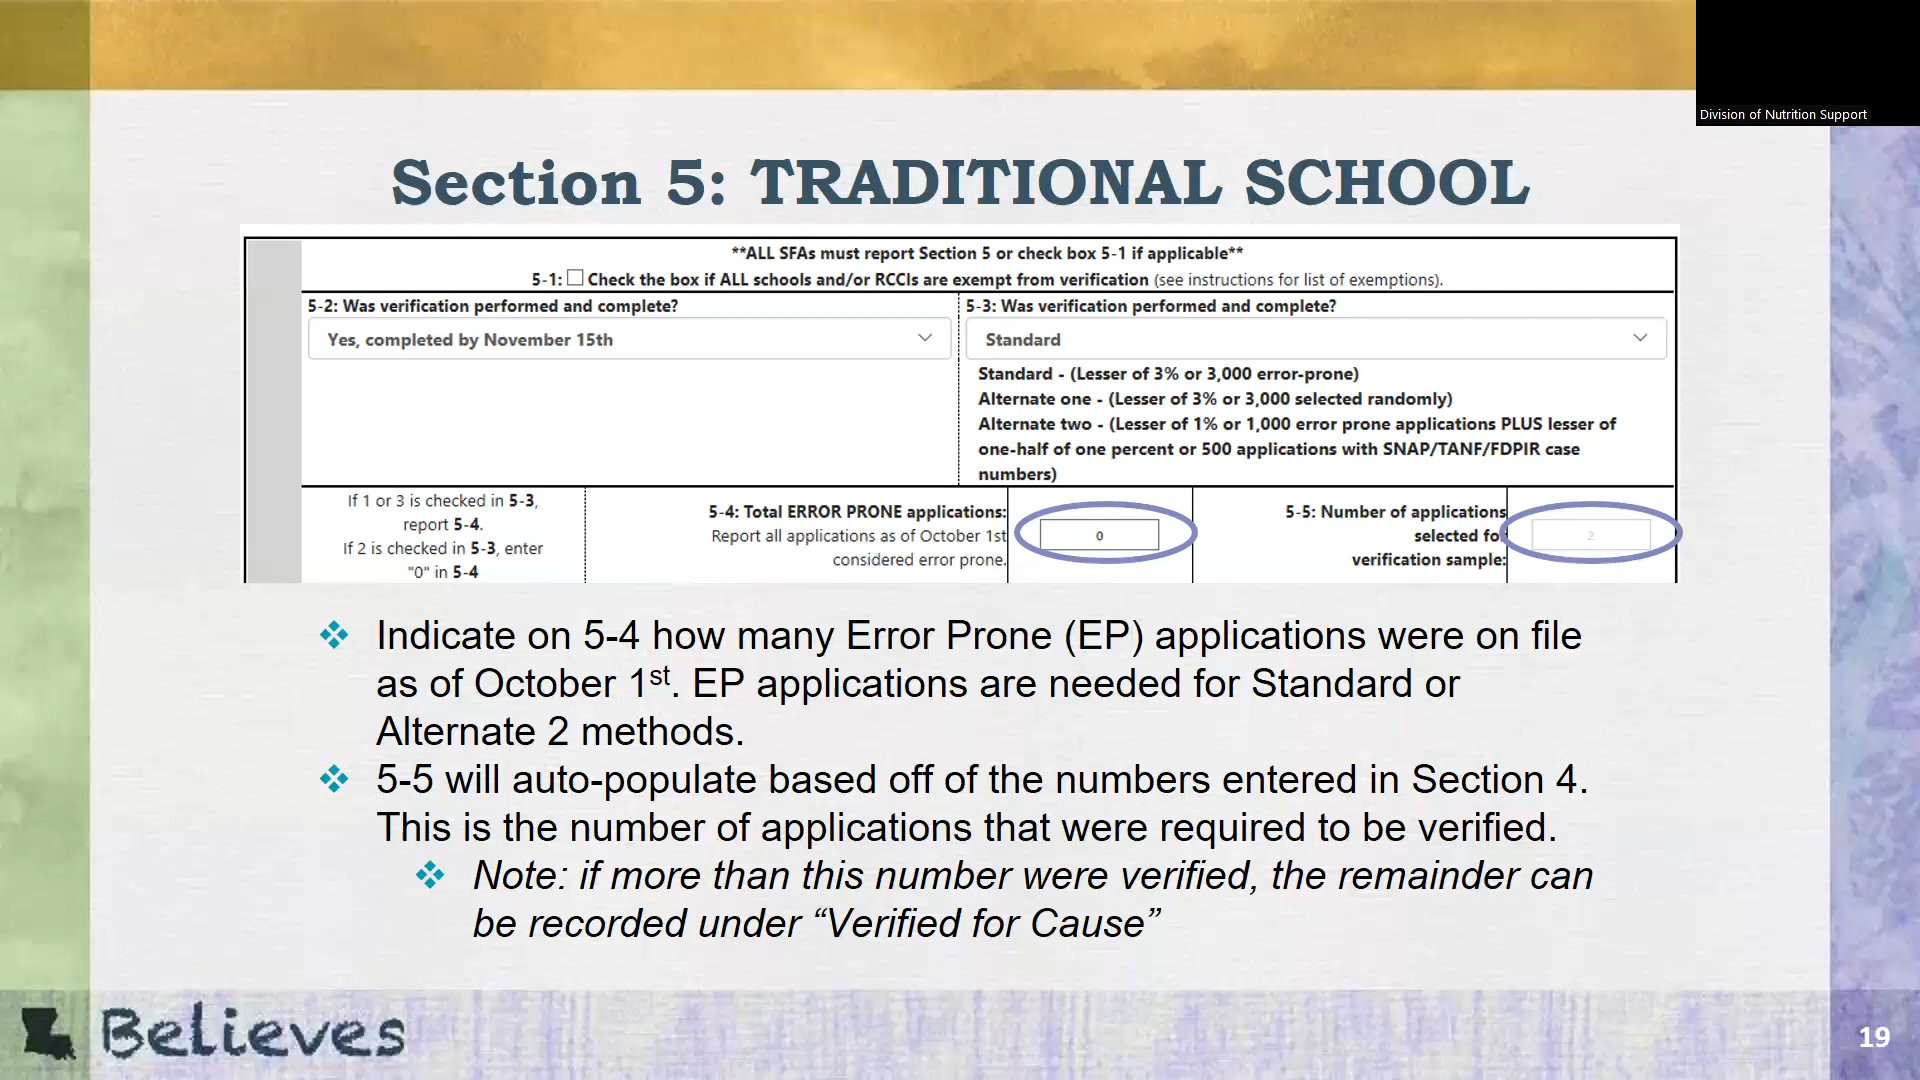 Division of Nutrition Support
Section 5: TRADITIONAL SCHOOL
**ALL SFAs must report Section 5 or check box 5-1 if applicable**
5-1: Check the box if ALL schools and/or RCCIs are exempt from verification (see instructions for list of exemptions).
5-2: Was verification performed and complete?
Yes, completed by November 15th
5-3: Was verification performed and complete?
Standard
Standard - (Lesser of 3% or 3,000 error-prone)
Alternate one - (Lesser of 3% or 3,000 selected randomly)
Alternate two - (Lesser of 1% or 1,000 error prone applications PLUS lesser of
one-half of one percent or 500 applications with SNAP/TANF/FDPIR case
numbers)
If 1 or 3 is checked in 5-3,
report 5-4.
If 2 is checked in 5-3, enter
"0" in 5-4
5-4: Total ERROR PRONE applications:
Report all applications as of October 1st
considered error prone.
0
5-5: Number of applications
selected for
verification sample:
2
❖ Indicate on 5-4 how many Error Prone (EP) applications were on file
as of October 1st. EP applications are needed for Standard or
Alternate 2 methods.
❖ 5-5 will auto-populate based off of the numbers entered in Section 4.
This is the number of applications that were required to be verified.
❖ Note: if more than this number were verified, the remainder can
be recorded under “Verified for Cause”
Believes
19